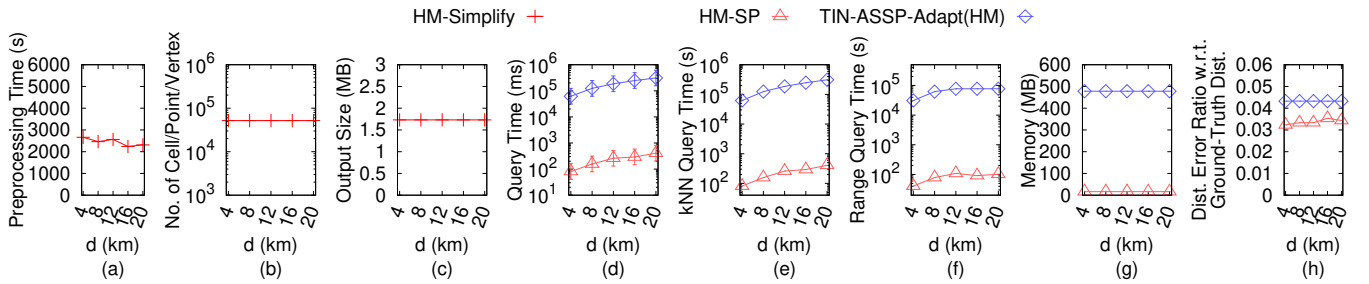 HM-Simplify HM-SP TIN-ASSP-Adapt(HM)
Preprocessing Time (s)
6000
5000
4000
3000
2000
1000
0
4 8 12 16 20
d (km)
(a)
No. of Cell/Point/Vertex
10^6
10^5
10^4
10^3
4 8 12 16 20
d (km)
(b)
Output Size (MB)
3
2.5
2
1.5
1
0.5
0
4 8 12 16 20
d (km)
(c)
Query Time (ms)
10^6
10^5
10^4
10^3
10^2
10^1
4 8 12 16 20
d (km)
(d)
kNN Query Time (s)
10^6
10^5
10^4
10^3
10^2
4 8 12 16 20
d (km)
(e)
Range Query Time (s)
10^5
10^4
10^3
10^2
4 8 12 16 20
d (km)
(f)
Memory (MB)
600
500
400
300
200
100
0
4 8 12 16 20
d (km)
(g)
Dist. Error Ratio w.r.t.
Ground-Truth Dist.
0.06
0.05
0.04
0.03
0.02
0.01
0
4 8 12 16 20
d (km)
(h)